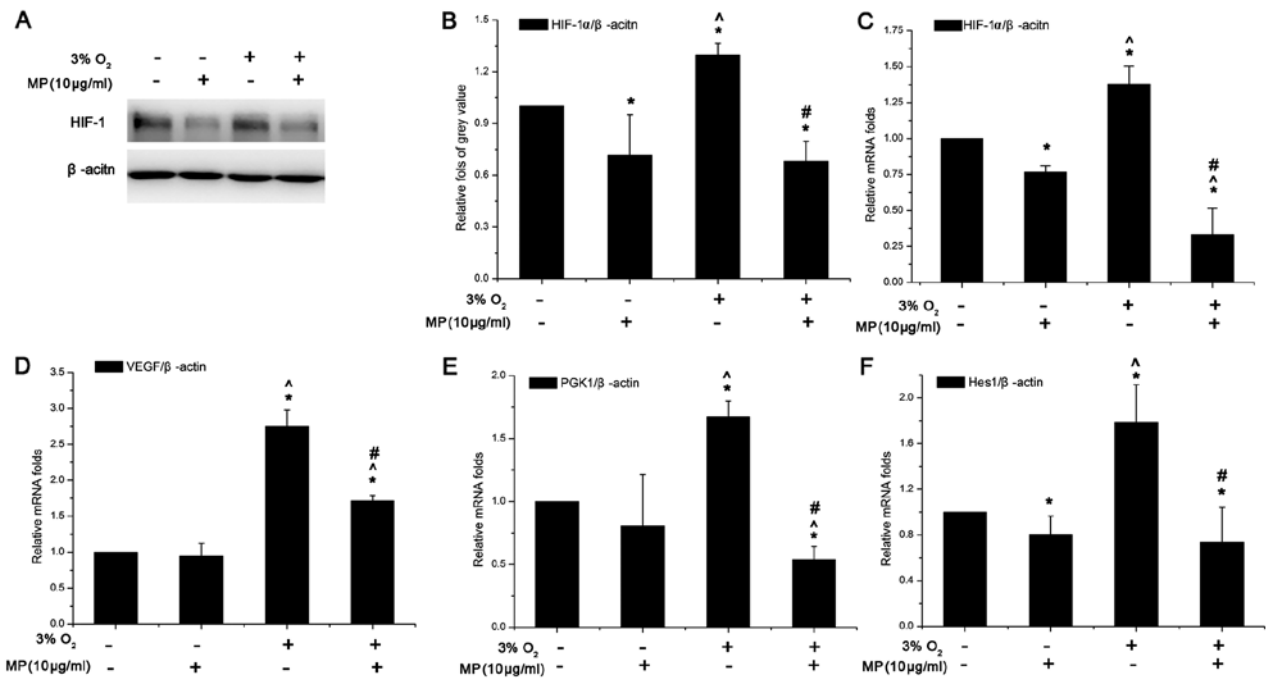 A
3% O2 - - + +
MP(10μg/ml) - + - +
HIF-1
β -acitn
B
HIF-1α/β -acitn
Relative fols of grey value
1.5
1.2
0.9
0.6
0.3
0.0
*
^
*
#
*
3% O2 - - + +
MP(10μg/ml) - + - +
C
HIF-1α/β -acitn
Relative mRNA folds
1.75
1.50
1.25
1.00
0.75
0.50
0.25
0.00
*
^
*
#
^
*
3% O2 - - + +
MP(10μg/ml) - + - +
D
VEGF/β -actin
Relative mRNA folds
3.5
3.0
2.5
2.0
1.5
1.0
0.5
0.0
^
*
#
^
*
3% O2 - - + +
MP(10μg/ml) - + - +
E
PGK1/β -actin
Relative mRNA folds
2.0
1.5
1.0
0.5
0.0
^
*
#
^
*
3% O2 - - + +
MP(10μg/ml) - + - +
F
Hes1/β -actin
Relative mRNA folds
2.0
1.6
1.2
0.8
0.4
0.0
*
^
*
#
*
3% O2 - - + +
MP(10μg/ml) - + - +